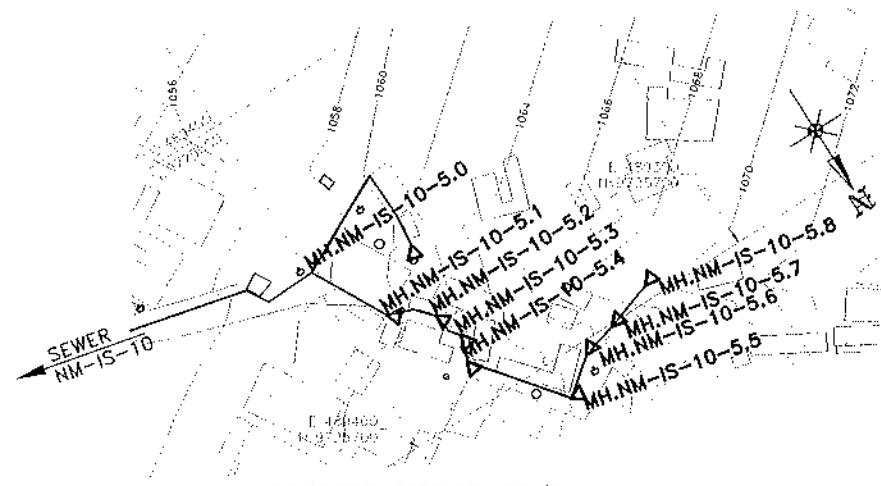 1056
1058
1060
1064
1066
1068
1070
1072
N
MH.NM-IS-10-5.0
MH.NM-IS-10-5.1
MH.NM-IS-10-5.2
MH.NM-IS-10-5.3
MH.NM-IS-PO-5.4
MH.NM-IS-10-5.8
MH.NM-IS-10-5.7
MH.NM-IS-10-5.6
MH.NM-IS-10-5.5
SEWER
NM-IS-10